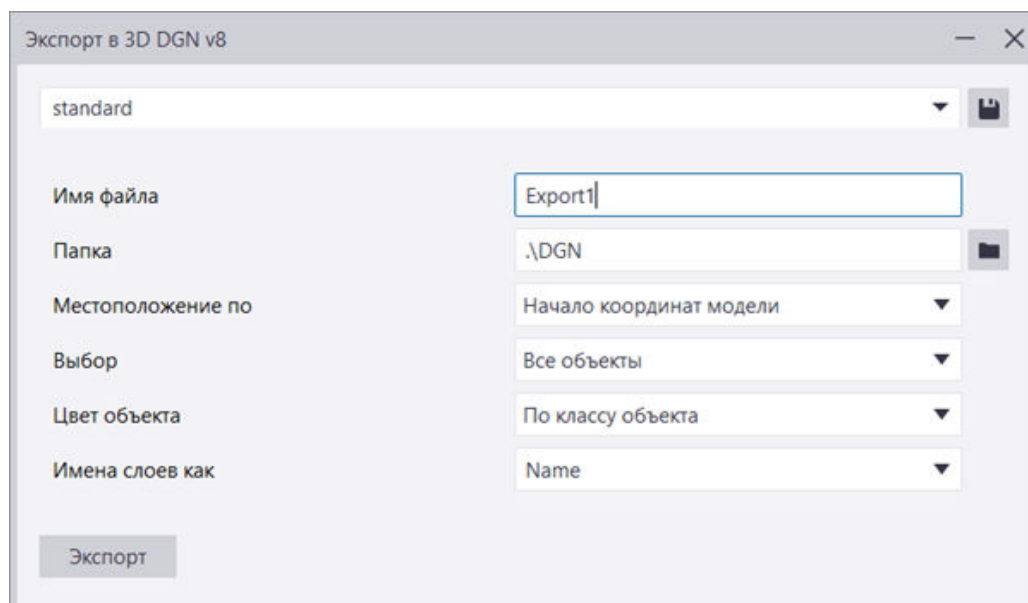 Экспорт в 3D DGN v8
standard
Имя файла Export1
Папка .\DGN
Местоположение по Начало координат модели
Выбор Все объекты
Цвет объекта По классу объекта
Имена слоев как Name
Экспорт